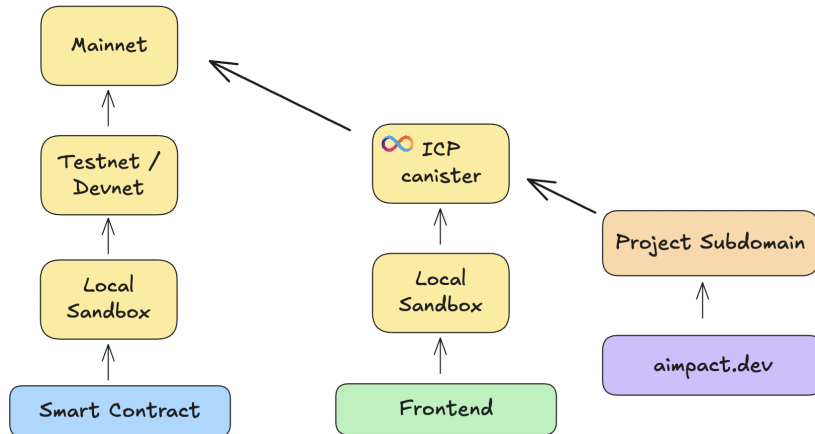 Mainnet
Testnet /
Devnet
Local
Sandbox
Smart Contract
ICP
canister
Local
Sandbox
Frontend
Project Subdomain
aimpact.dev